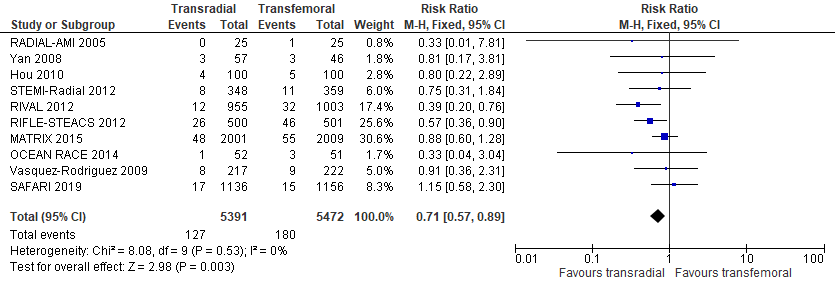 Transradial Transfemoral Risk Ratio Risk Ratio
Study or Subgroup Events Total Events Total Weight M-H, Fixed, 95% CI M-H, Fixed, 95% CI
RADIAL-AMI 2005 0 25 1 25 0.8% 0.33 [0.01, 7.81]
Yan 2008 3 57 3 46 1.8% 0.81 [0.17, 3.81]
Hou 2010 4 100 5 100 2.8% 0.80 [0.22, 2.89]
STEMI-Radial 2012 8 348 11 359 6.0% 0.75 [0.31, 1.84]
RIVAL 2012 12 955 32 1003 17.4% 0.39 [0.20, 0.76]
RIFLE-STEACS 2012 26 500 46 501 25.6% 0.57 [0.36, 0.90]
MATRIX 2015 48 2001 55 2009 30.6% 0.88 [0.60, 1.28]
OCEAN RACE 2014 1 52 3 51 1.7% 0.33 [0.04, 3.04]
Vasquez-Rodriguez 2009 8 217 9 222 5.0% 0.91 [0.36, 2.31]
SAFARI 2019 17 1136 15 1156 8.3% 1.15 [0.58, 2.30]
Total (95% CI) 5391 5472 100.0% 0.71 [0.57, 0.89]
Total events 127 180
Heterogeneity: Chi² = 8.08, df = 9 (P = 0.53); I² = 0%
Test for overall effect: Z = 2.98 (P = 0.003)
0.01 0.1 1 10 100
Favours transradial Favours transfemoral